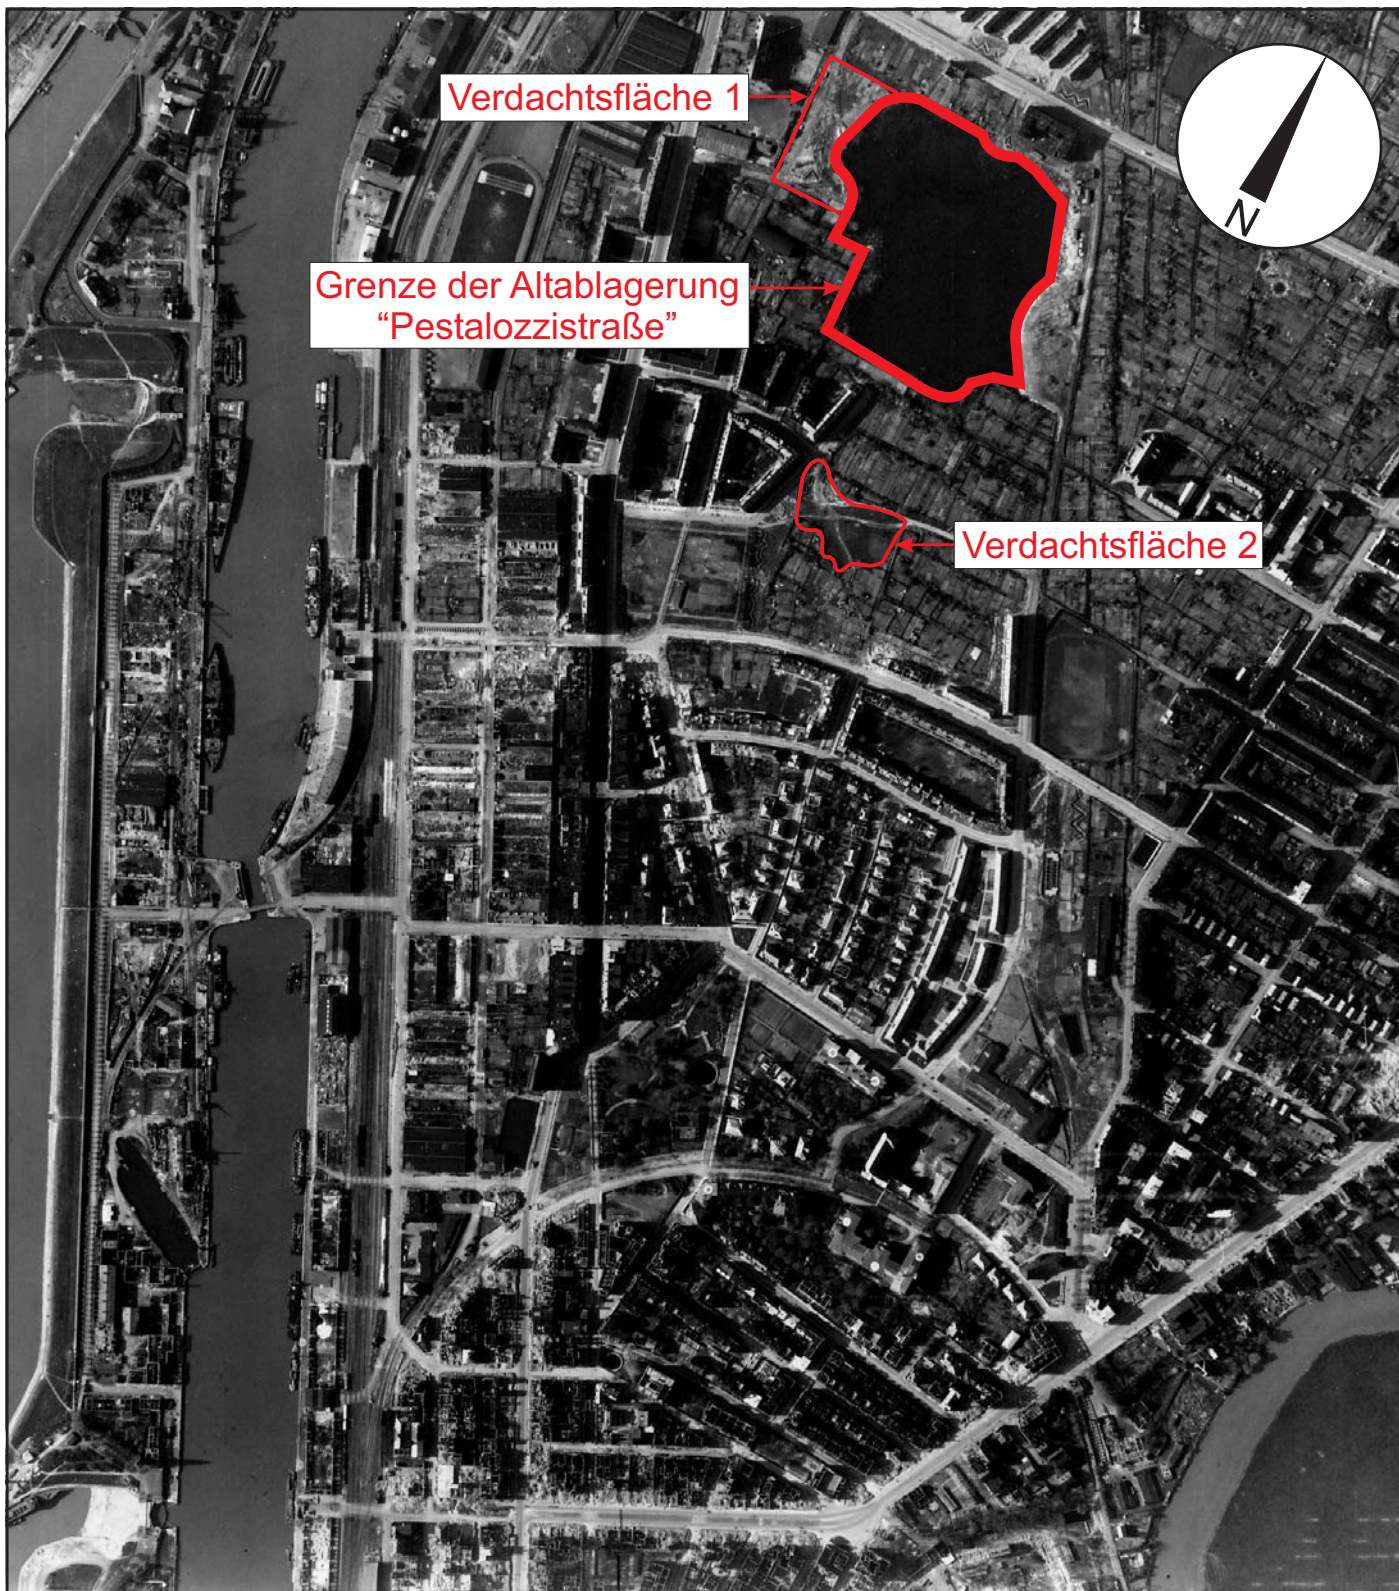 Verdachtsfläche 1
Grenze der Altablagerung
“Pestalozzistraße”
Verdachtsfläche 2
N